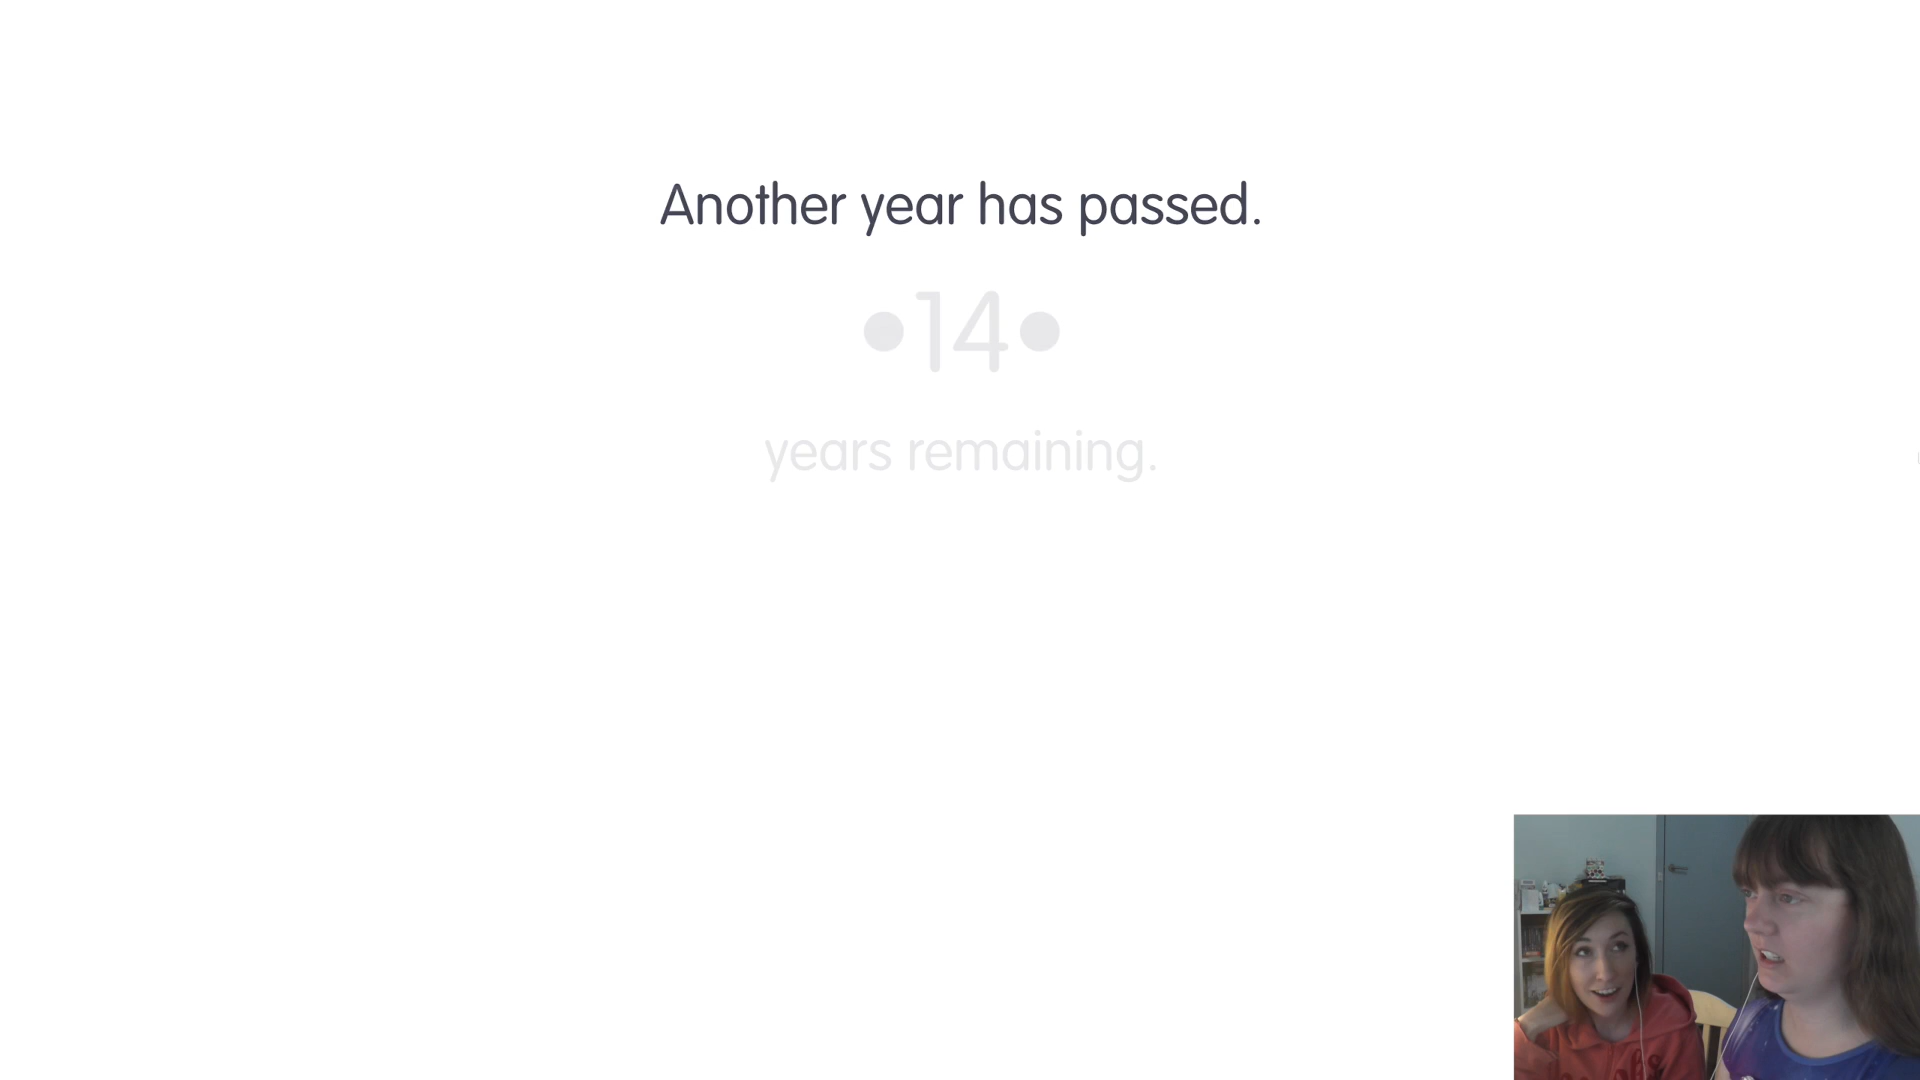 Another year has passed.
•14•
years remaining.